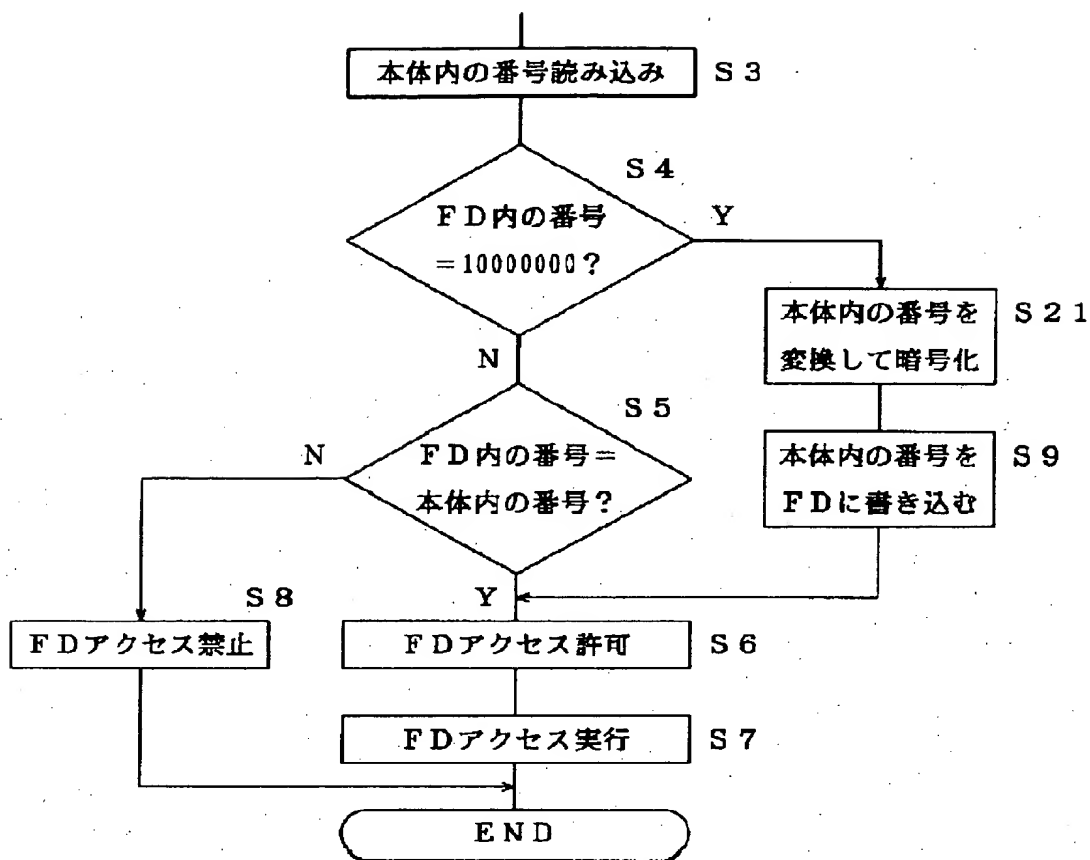 本体内の番号読み込み
S3
S4
FD内の番号
=10000000?
Y
本体内の番号を
変換して暗号化
S21
N
S5
FD内の番号=
本体内の番号?
N
本体内の番号を
FDに書き込む
S9
Y
S8
FDアクセス禁止
FDアクセス許可
S6
FDアクセス実行
S7
END